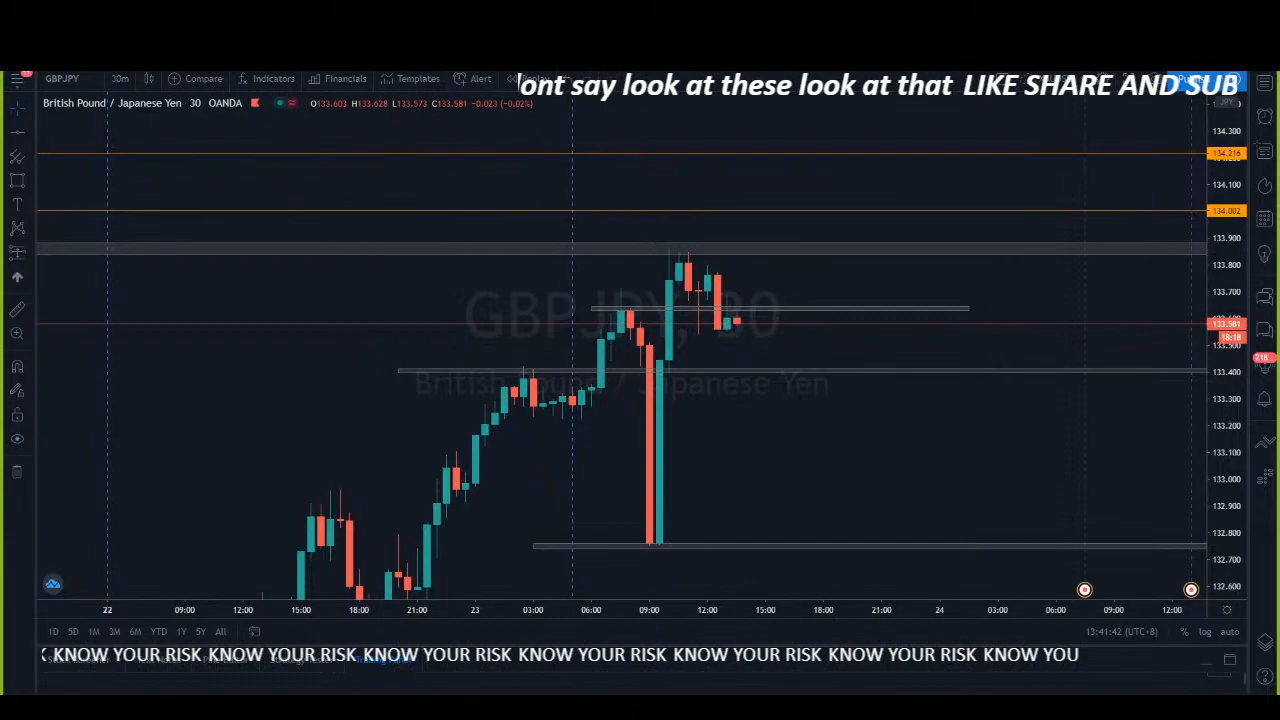 GBPJPY 30m Compare Indicators Financials Templates Alert
ont say look at these look at that LIKE SHARE AND SUB
British Pound / Japanese Yen 30 OANDA O133.603 H133.628 L133.573 C133.581 -0.023 (-0.02%)
JPY
134.300
134.216
134.100
134.002
133.900
133.800
133.700
133.581
18:18
133.400
133.300
133.200
133.100
133.000
132.900
132.800
132.700
132.600
GBPJPY, 30
British Pound / Japanese Yen
218
22 09:00 12:00 15:00 18:00 21:00 23 03:00 06:00 09:00 12:00 15:00 18:00 21:00 24 03:00 06:00 09:00 12:00
1D 5D 1M 3M 6M YTD 1Y 5Y All 13:41:42 (UTC+8) % log auto
KNOW YOUR RISK KNOW YOUR RISK KNOW YOUR RISK KNOW YOUR RISK KNOW YOUR RISK KNOW YOUR RISK KNOW YOU